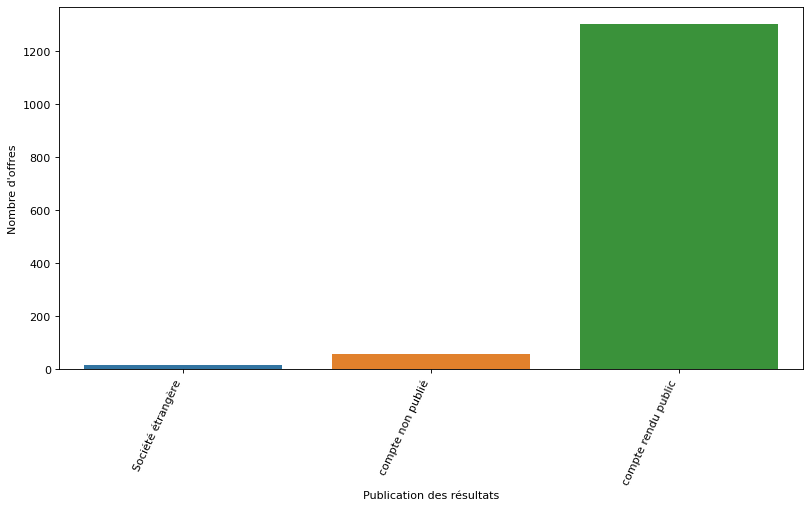 1200
1000
800
600
400
200
0
Nombre d'offres
Société étrangère
compte non publié
compte rendu public
Publication des résultats